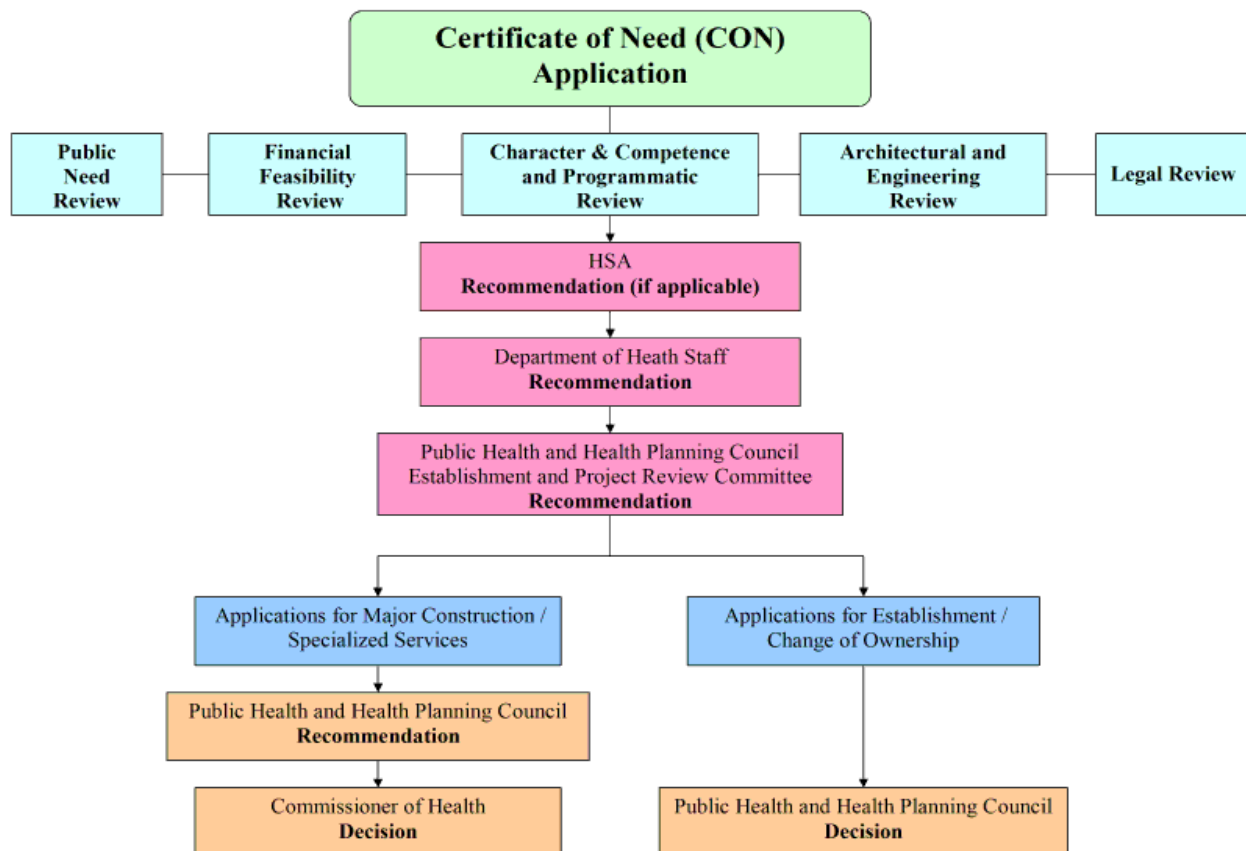 Certificate of Need (CON)
Application
Public
Need
Review
Financial
Feasibility
Review
Character & Competence
and Programmatic
Review
Architectural and
Engineering
Review
Legal Review
HSA
Recommendation (if applicable)
Department of Heath Staff
Recommendation
Public Health and Health Planning Council
Establishment and Project Review Committee
Recommendation
Applications for Major Construction /
Specialized Services
Applications for Establishment /
Change of Ownership
Public Health and Health Planning Council
Recommendation
Commissioner of Health
Decision
Public Health and Health Planning Council
Decision